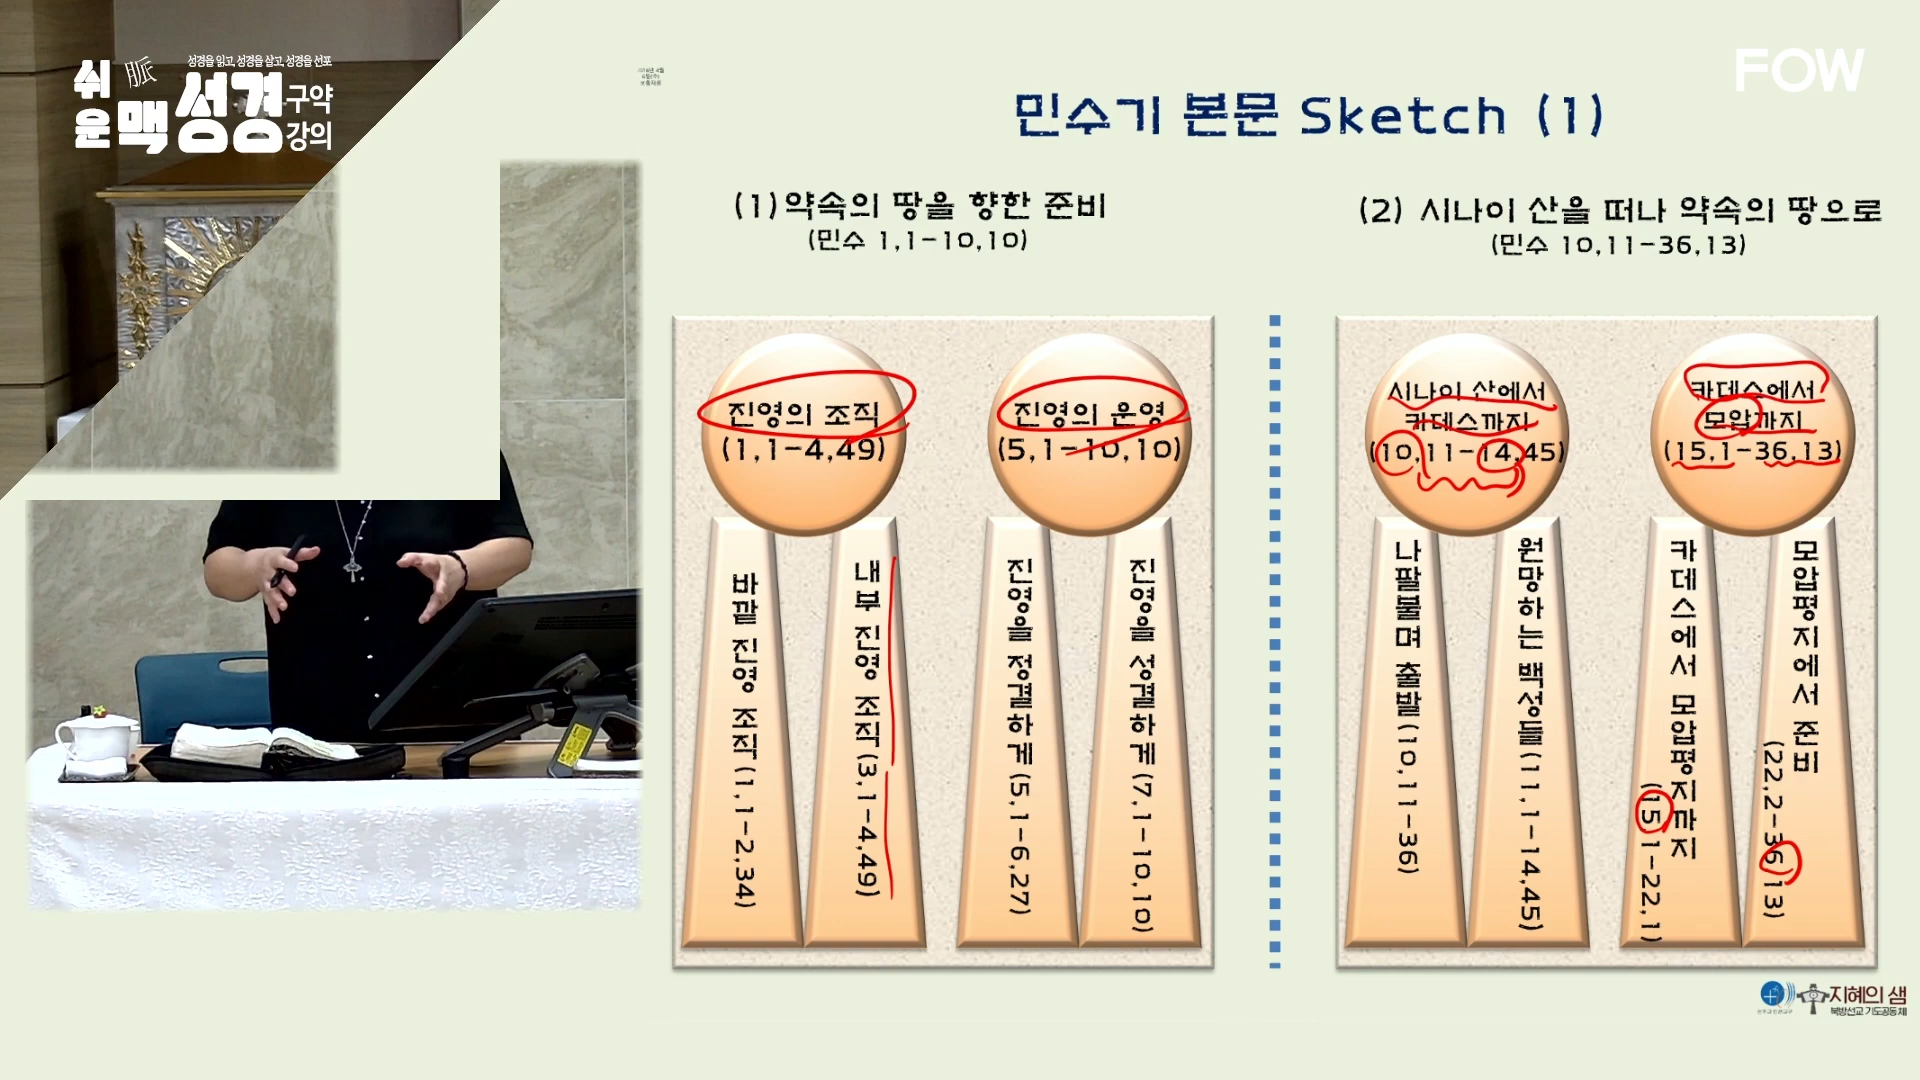 성경을 읽고, 성경을 살고, 성경을 선포
쉬운 脈 맥 성경 구약 강의
FOW
민수기 본문 Sketch (1)
(1) 약속의 땅을 향한 준비
(민수 1,1-10,10)
(2) 시나이 산을 떠나 약속의 땅으로
(민수 10,11-36,13)
진영의 조직
(1,1-4,49)
바깥 진영 조직(1,1-2,34)
내부 진영 조직(3,1-4,49)
진영의 운영
(5,1-10,10)
진영을 정결하게(5,1-6,27)
진영을 성결하게(7,1-10,10)
시나이 산에서
카데스까지
(10,11-14,45)
나팔불며 출발(10,11-36)
원망하는 백성들(11,1-14,45)
카데스에서
모압까지
(15,1-36,13)
카데스에서 모압평지까지
(15,1-22,1)
모압평지에서 준비
(22,2-36,13)
지혜의 샘
북방선교 기도공동체